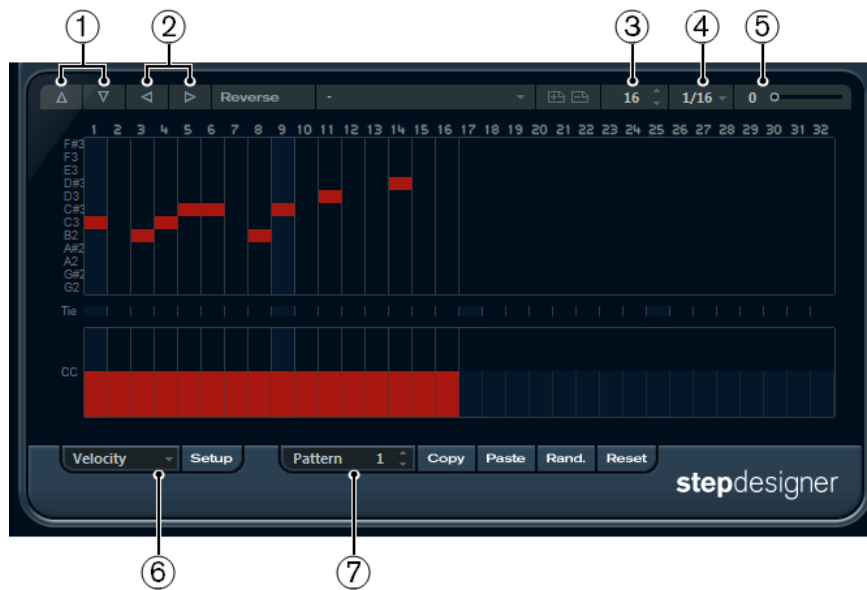 ① ② ③ ④ ⑤
Reverse - 16 1/16 0
1 2 3 4 5 6 7 8 9 10 11 12 13 14 15 16 17 18 19 20 21 22 23 24 25 26 27 28 29 30 31 32
F#3
F3
E3
D#3
D3
C#3
C3
B2
A#2
A2
G#2
G2
Tie
CC
Velocity Setup Pattern 1 Copy Paste Rand. Reset
stepdesigner
⑥ ⑦